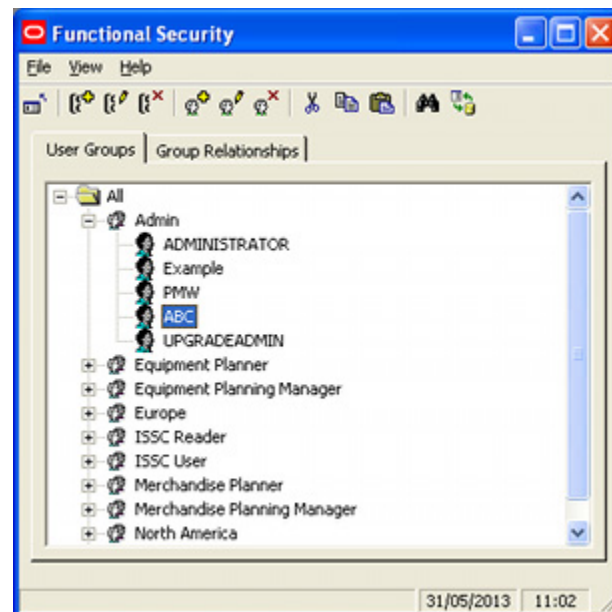 Functional Security
File View Help
User Groups Group Relationships
All
Admin
ADMINISTRATOR
Example
PMW
ABC
UPGRADEADMIN
Equipment Planner
Equipment Planning Manager
Europe
ISSC Reader
ISSC User
Merchandise Planner
Merchandise Planning Manager
North America
31/05/2013 11:02